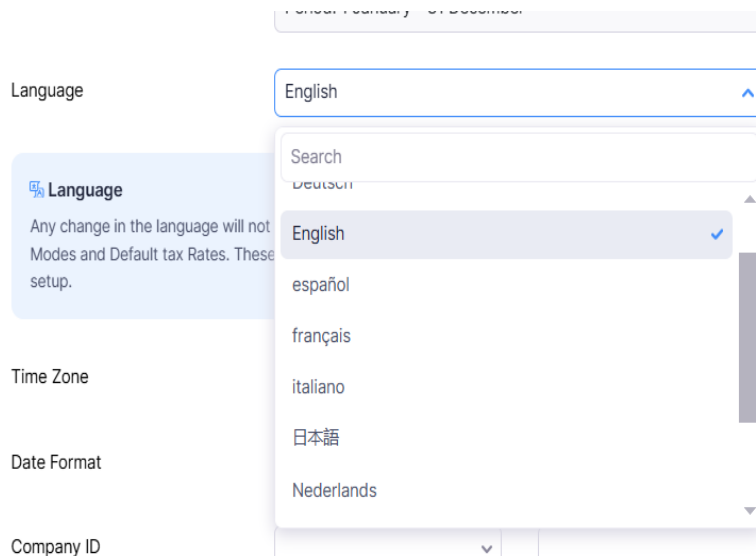 Language
English
Search
Deutsch
English
español
français
italiano
日本語
Nederlands
Language
Any change in the language will not
Modes and Default tax Rates. These
setup.
Time Zone
Date Format
Company ID